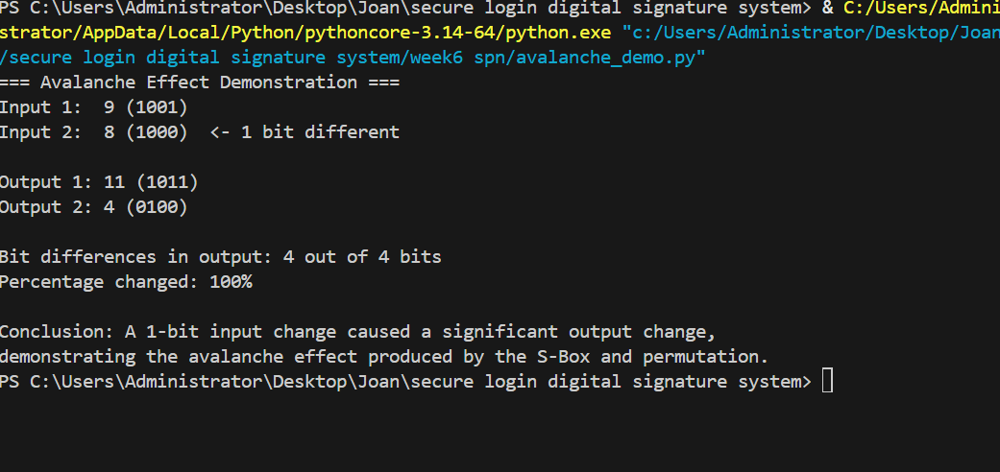 PS C:\Users\Administrator\Desktop\Joan\secure login digital signature system> & C:/Users/Admini
strator/AppData/Local/Python/pythoncore-3.14-64/python.exe "c:/Users/Administrator/Desktop/Joan
/secure login digital signature system/week6 spn/avalanche_demo.py"
=== Avalanche Effect Demonstration ===
Input 1:  9 (1001)
Input 2:  8 (1000)  <- 1 bit different
Output 1: 11 (1011)
Output 2: 4 (0100)
Bit differences in output: 4 out of 4 bits
Percentage changed: 100%
Conclusion: A 1-bit input change caused a significant output change,
demonstrating the avalanche effect produced by the S-Box and permutation.
PS C:\Users\Administrator\Desktop\Joan\secure login digital signature system>